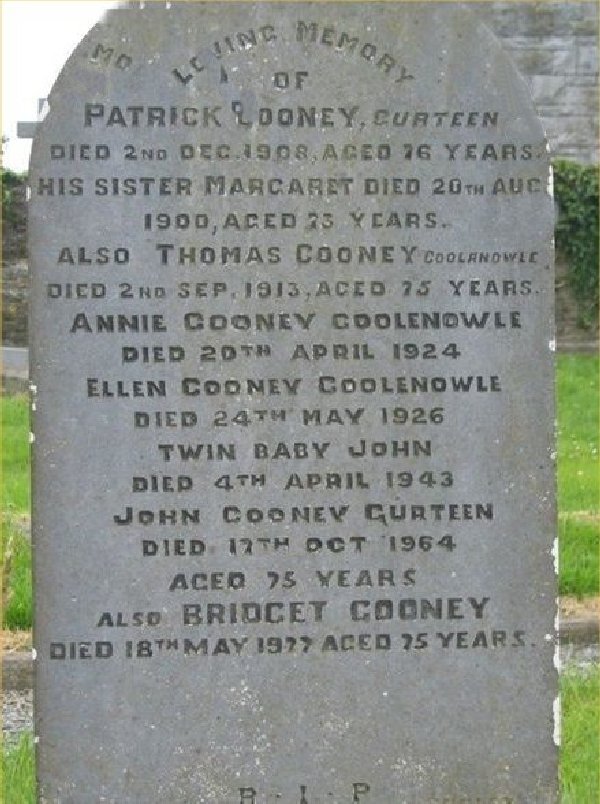 LOVING MEMORY
OF
PATRICK COONEY, GURTEEN
DIED 2ND DEC. 1908, AGED 76 YEARS.
HIS SISTER MARGARET DIED 20TH AUG
1900, AGED 73 YEARS.
ALSO THOMAS COONEY COOLENOWLE
DIED 2ND SEP. 1913, AGED 75 YEARS.
ANNIE COONEY COOLENOWLE
DIED 20TH APRIL 1924
ELLEN COONEY COOLENOWLE
DIED 24TH MAY 1926
TWIN BABY JOHN
DIED 4TH APRIL 1943
JOHN COONEY GURTEEN
DIED 17TH OCT 1964
AGED 75 YEARS
ALSO BRIDGET COONEY
DIED 18TH MAY 1977 AGED 75 YEARS.
R · I · P